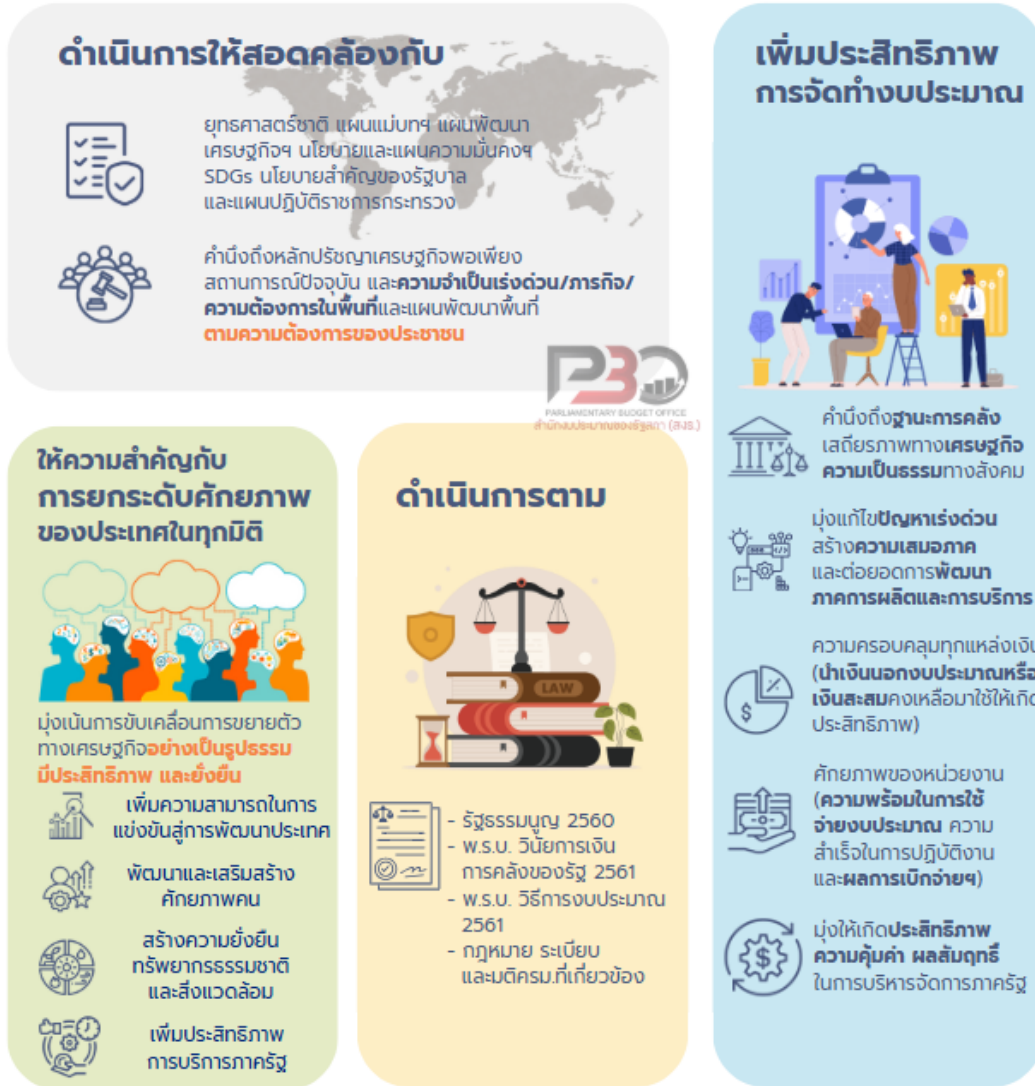 ดำเนินการให้สอดคล้องกับ
ยุทธศาสตร์ชาติ แผนแม่บทฯ แผนพัฒนา
เศรษฐกิจฯ นโยบายและแผนความมั่นคงฯ
SDGs นโยบายสำคัญของรัฐบาล
และแผนปฏิบัติราชการกระทรวง
คำนึงถึงหลักปรัชญาเศรษฐกิจพอเพียง
สถานการณ์ปัจจุบัน และความจำเป็นเร่งด่วน/ภารกิจ/
ความต้องการในพื้นที่และแผนพัฒนาพื้นที่
ตามความต้องการของประชาชน
PBO
PARLIAMENTARY BUDGET OFFICE
สำนักงบประมาณของรัฐสภา (สงร.)
ให้ความสำคัญกับ
การยกระดับศักยภาพ
ของประเทศในทุกมิติ
มุ่งเน้นการขับเคลื่อนการขยายตัว
ทางเศรษฐกิจอย่างเป็นรูปธรรม
มีประสิทธิภาพ และยั่งยืน
เพิ่มความสามารถในการ
แข่งขันสู่การพัฒนาประเทศ
พัฒนาและเสริมสร้าง
ศักยภาพคน
สร้างความยั่งยืน
ทรัพยากรธรรมชาติ
และสิ่งแวดล้อม
เพิ่มประสิทธิภาพ
การบริการภาครัฐ
ดำเนินการตาม
LAW
- รัฐธรรมนูญ 2560
- พ.ร.บ. วินัยการเงิน
การคลังของรัฐ 2561
- พ.ร.บ. วิธีการงบประมาณ
2561
- กฎหมาย ระเบียบ
และมติครม.ที่เกี่ยวข้อง
เพิ่มประสิทธิภาพ
การจัดทำงบประมาณ
คำนึงถึงฐานะการคลัง
เสถียรภาพทางเศรษฐกิจ
ความเป็นธรรมทางสังคม
มุ่งแก้ไขปัญหาเร่งด่วน
สร้างความเสมอภาค
และต่อยอดการพัฒนา
ภาคการผลิตและการบริการ
ความครอบคลุมทุกแหล่งเงิน
(นำเงินนอกงบประมาณหรือ
เงินสะสมคงเหลือมาใช้ให้เกิด
ประสิทธิภาพ)
ศักยภาพของหน่วยงาน
(ความพร้อมในการใช้
จ่ายงบประมาณ ความ
สำเร็จในการปฏิบัติงาน
และผลการเบิกจ่ายฯ)
มุ่งให้เกิดประสิทธิภาพ
ความคุ้มค่า ผลสัมฤทธิ์
ในการบริหารจัดการภาครัฐ